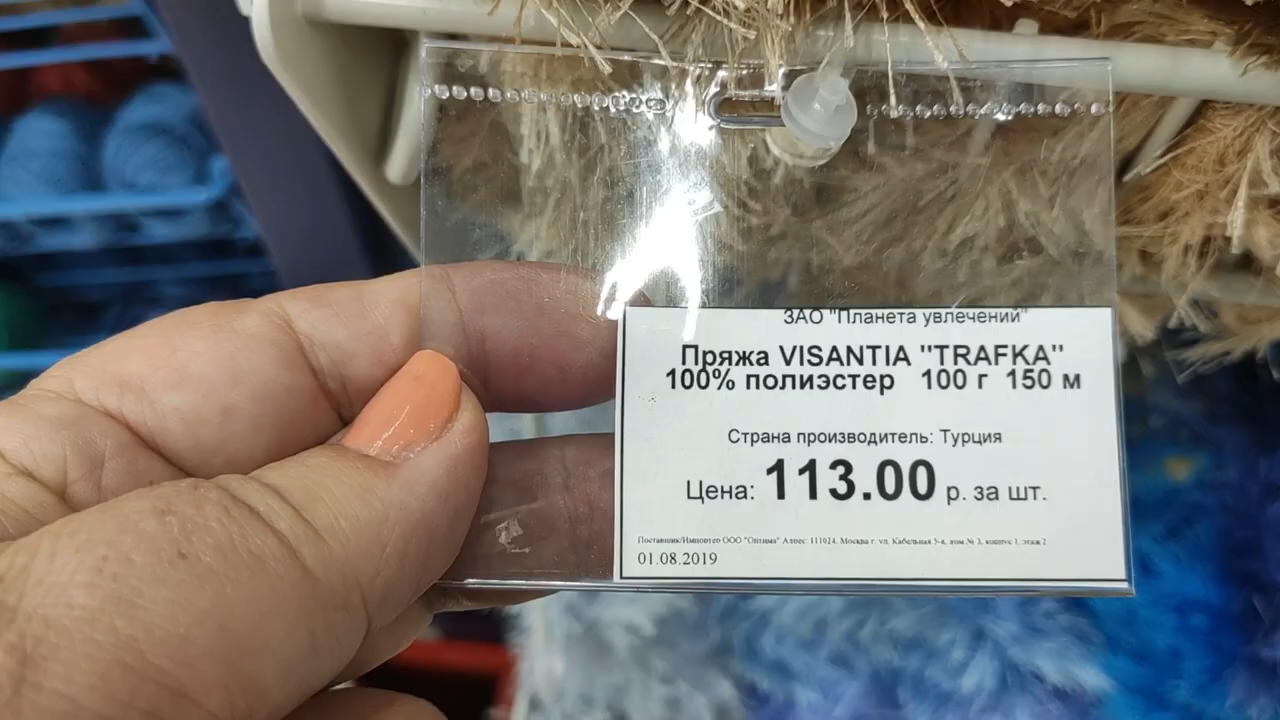 ЗАО "Планета увлечений"
Пряжа VISANTIA "TRAFKA"
100% полиэстер 100 г 150 м
Страна производитель: Турция
Цена: 113.00 р. за шт.
Поставщик/Импортер ООО "Оптима" Адрес: 111024, Москва г. ул. Кабельная 5-я, дом № 3, корпус 1, этаж 2
01.08.2019